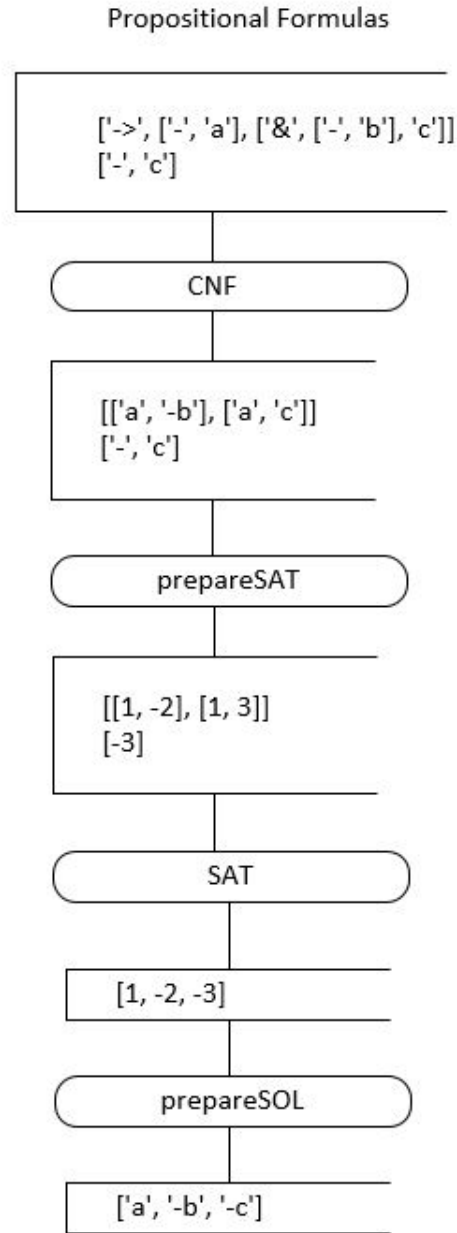 Propositional Formulas
['->', ['-', 'a'], ['&', ['-', 'b'], 'c']]
['-', 'c']
CNF
[['a', '-b'], ['a', 'c']]
['-', 'c']
prepareSAT
[[1, -2], [1, 3]]
[-3]
SAT
[1, -2, -3]
prepareSOL
['a', '-b', '-c']